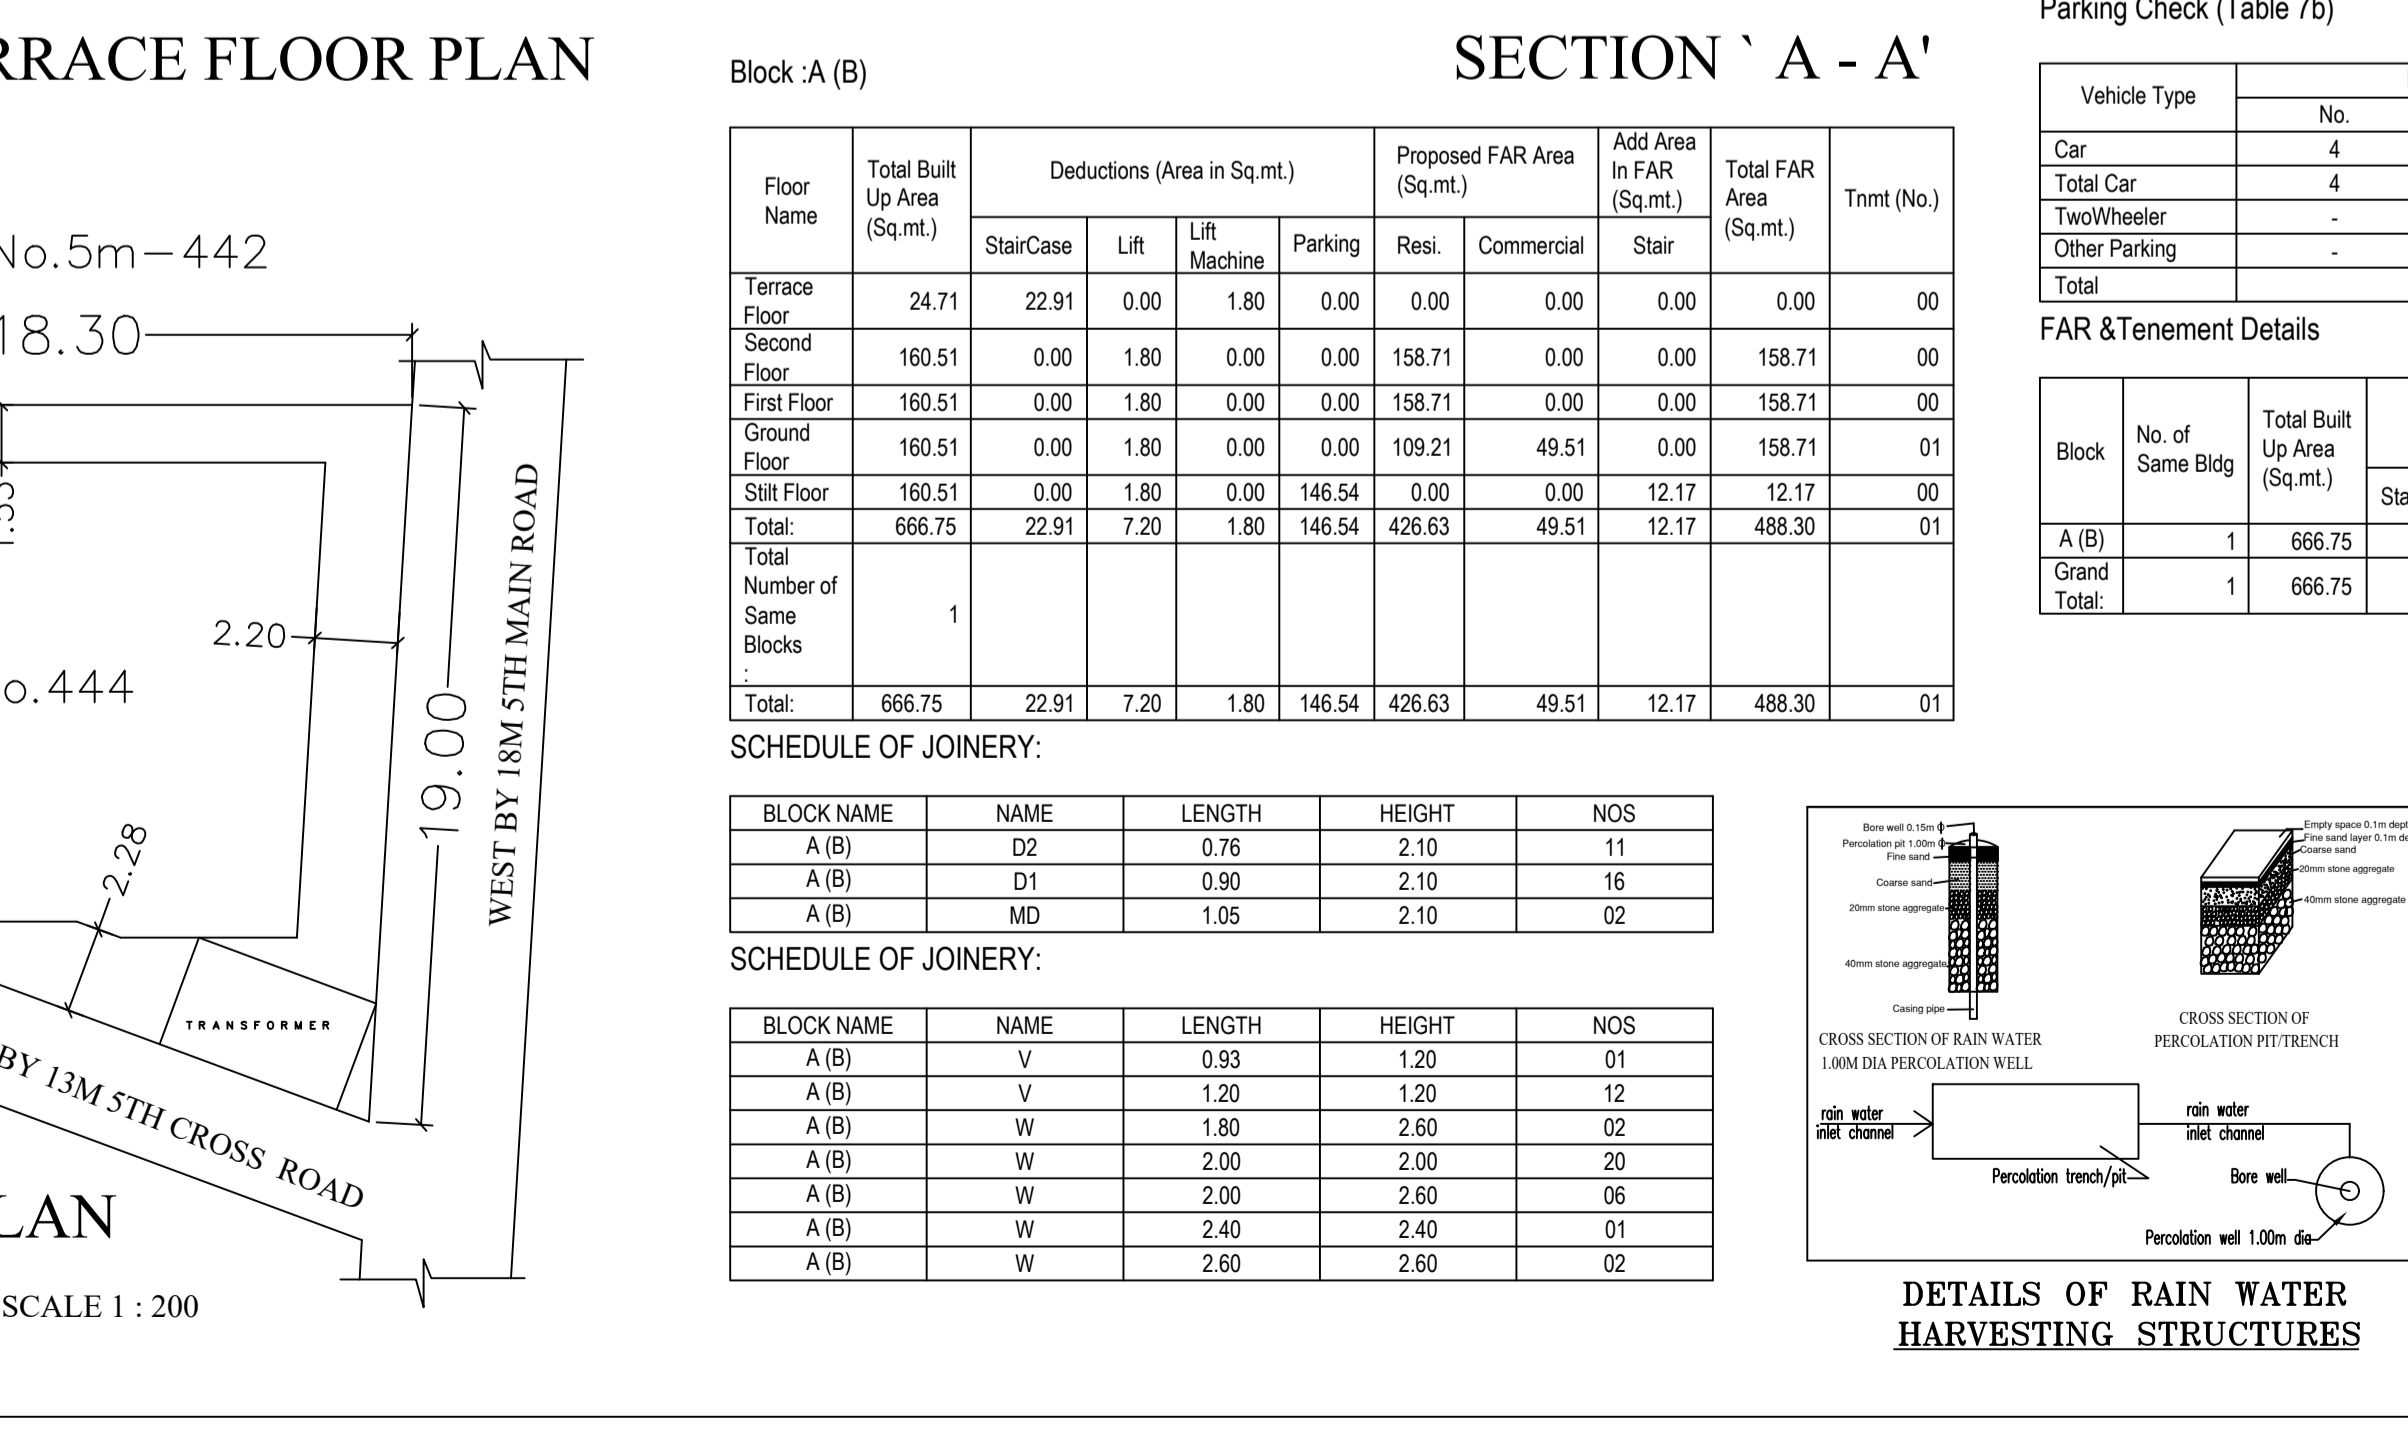 RRACE FLOOR PLAN
No.5m-442
18.30
2.20
o.444
19.00
WEST BY 18M 5TH MAIN ROAD
2.28
TRANSFORMER
BY 13M 5TH CROSS ROAD
LAN
SCALE 1 : 200
SECTION ` A - A'
Block :A (B)
Floor Name
Total Built Up Area (Sq.mt.)
Deductions (Area in Sq.mt.)
Proposed FAR Area (Sq.mt.)
Add Area In FAR (Sq.mt.)
Total FAR Area (Sq.mt.)
Tnmt (No.)
StairCase Lift Lift Machine Parking Resi. Commercial Stair
Terrace Floor 24.71 22.91 0.00 1.80 0.00 0.00 0.00 0.00 0.00 00
Second Floor 160.51 0.00 1.80 0.00 0.00 158.71 0.00 0.00 158.71 00
First Floor 160.51 0.00 1.80 0.00 0.00 158.71 0.00 0.00 158.71 00
Ground Floor 160.51 0.00 1.80 0.00 0.00 109.21 49.51 0.00 158.71 01
Stilt Floor 160.51 0.00 1.80 0.00 146.54 0.00 0.00 12.17 12.17 00
Total: 666.75 22.91 7.20 1.80 146.54 426.63 49.51 12.17 488.30 01
Total Number of Same Blocks : 1
Total: 666.75 22.91 7.20 1.80 146.54 426.63 49.51 12.17 488.30 01
SCHEDULE OF JOINERY:
BLOCK NAME NAME LENGTH HEIGHT NOS
A (B) D2 0.76 2.10 11
A (B) D1 0.90 2.10 16
A (B) MD 1.05 2.10 02
SCHEDULE OF JOINERY:
BLOCK NAME NAME LENGTH HEIGHT NOS
A (B) V 0.93 1.20 01
A (B) V 1.20 1.20 12
A (B) W 1.80 2.60 02
A (B) W 2.00 2.00 20
A (B) W 2.00 2.60 06
A (B) W 2.40 2.40 01
A (B) W 2.60 2.60 02
Parking Check (Table 7b)
Vehicle Type
No.
Car 4
Total Car 4
TwoWheeler -
Other Parking -
Total
FAR &Tenement Details
Block
No. of Same Bldg
Total Built Up Area (Sq.mt.)
Sta
A (B) 1 666.75
Grand Total: 1 666.75
Bore well 0.15m
Percolation pit 1.00m
Fine sand
Coarse sand
20mm stone aggregate
40mm stone aggregate
Casing pipe
CROSS SECTION OF RAIN WATER
1.00M DIA PERCOLATION WELL
Empty space 0.1m dept
Fine sand layer 0.1m de
Coarse sand
20mm stone aggregate
40mm stone aggregate
CROSS SECTION OF
PERCOLATION PIT/TRENCH
rain water
inlet channel
Percolation trench/pit
rain water
inlet channel
Bore well
Percolation well 1.00m dia
DETAILS OF RAIN WATER
HARVESTING STRUCTURES